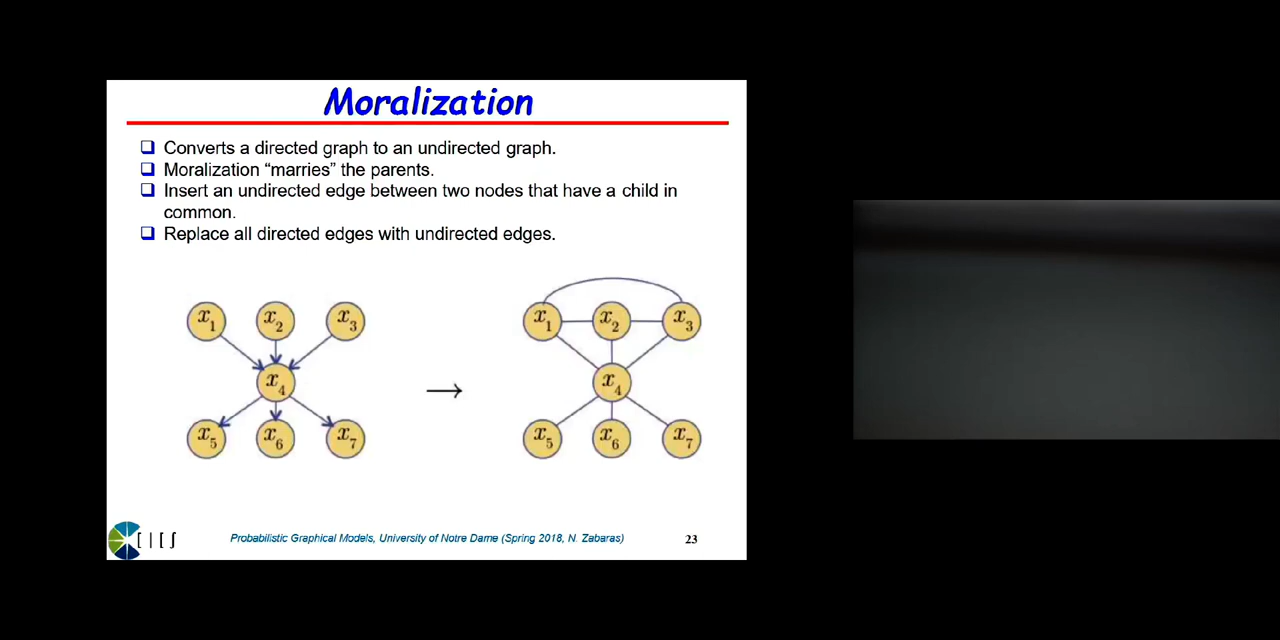 Moralization
❑ Converts a directed graph to an undirected graph.
❑ Moralization “marries” the parents.
❑ Insert an undirected edge between two nodes that have a child in
common.
❑ Replace all directed edges with undirected edges.
x1 x2 x3 x1 x2 x3
x4 → x4
x5 x6 x7 x5 x6 x7
Probabilistic Graphical Models, University of Notre Dame (Spring 2018, N. Zabaras) 23